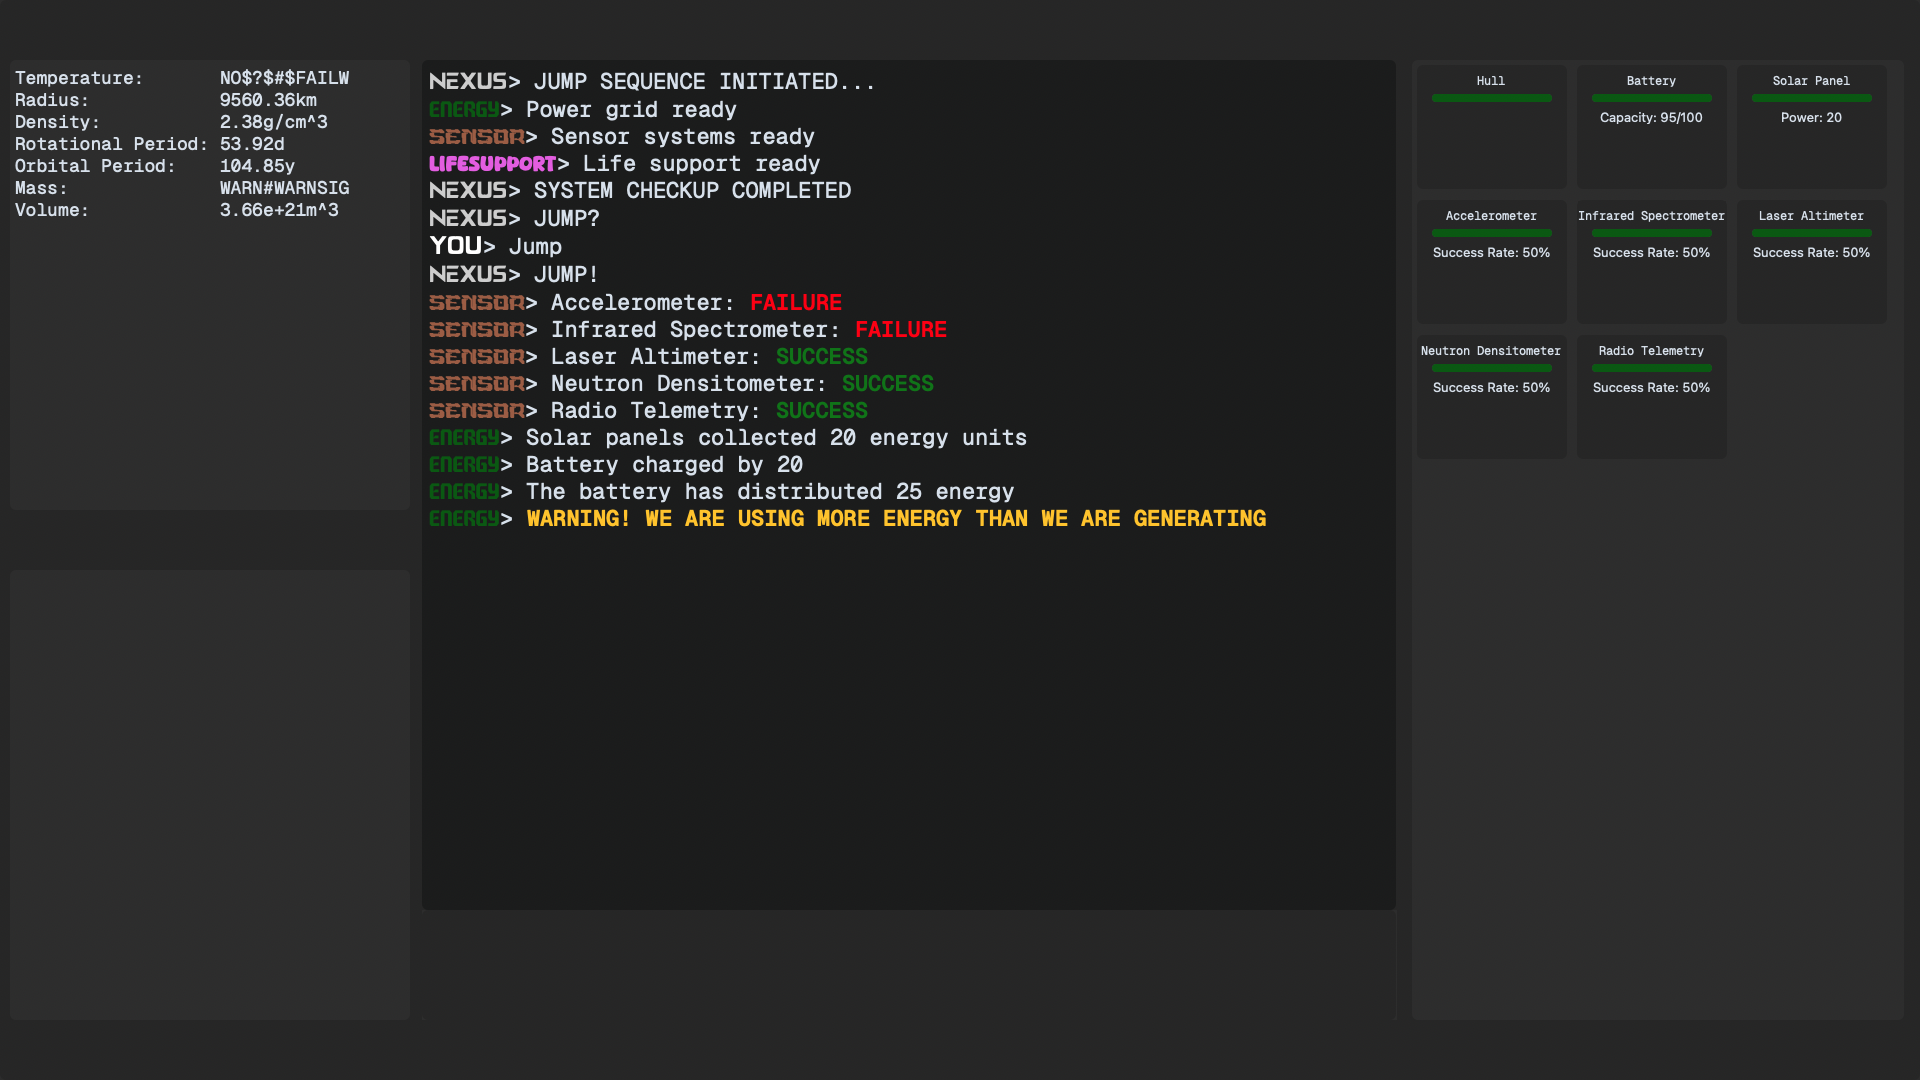 Temperature: NO$?$#$FAILW
Radius: 9560.36km
Density: 2.38g/cm^3
Rotational Period: 53.92d
Orbital Period: 104.85y
Mass: WARN#WARNSIG
Volume: 3.66e+21m^3
NEXUS> JUMP SEQUENCE INITIATED...
ENERGY> Power grid ready
SENSOR> Sensor systems ready
LIFESUPPORT> Life support ready
NEXUS> SYSTEM CHECKUP COMPLETED
NEXUS> JUMP?
YOU> Jump
NEXUS> JUMP!
SENSOR> Accelerometer: FAILURE
SENSOR> Infrared Spectrometer: FAILURE
SENSOR> Laser Altimeter: SUCCESS
SENSOR> Neutron Densitometer: SUCCESS
SENSOR> Radio Telemetry: SUCCESS
ENERGY> Solar panels collected 20 energy units
ENERGY> Battery charged by 20
ENERGY> The battery has distributed 25 energy
ENERGY> WARNING! WE ARE USING MORE ENERGY THAN WE ARE GENERATING
Hull
Battery
Capacity: 95/100
Solar Panel
Power: 20
Accelerometer
Success Rate: 50%
Infrared Spectrometer
Success Rate: 50%
Laser Altimeter
Success Rate: 50%
Neutron Densitometer
Success Rate: 50%
Radio Telemetry
Success Rate: 50%